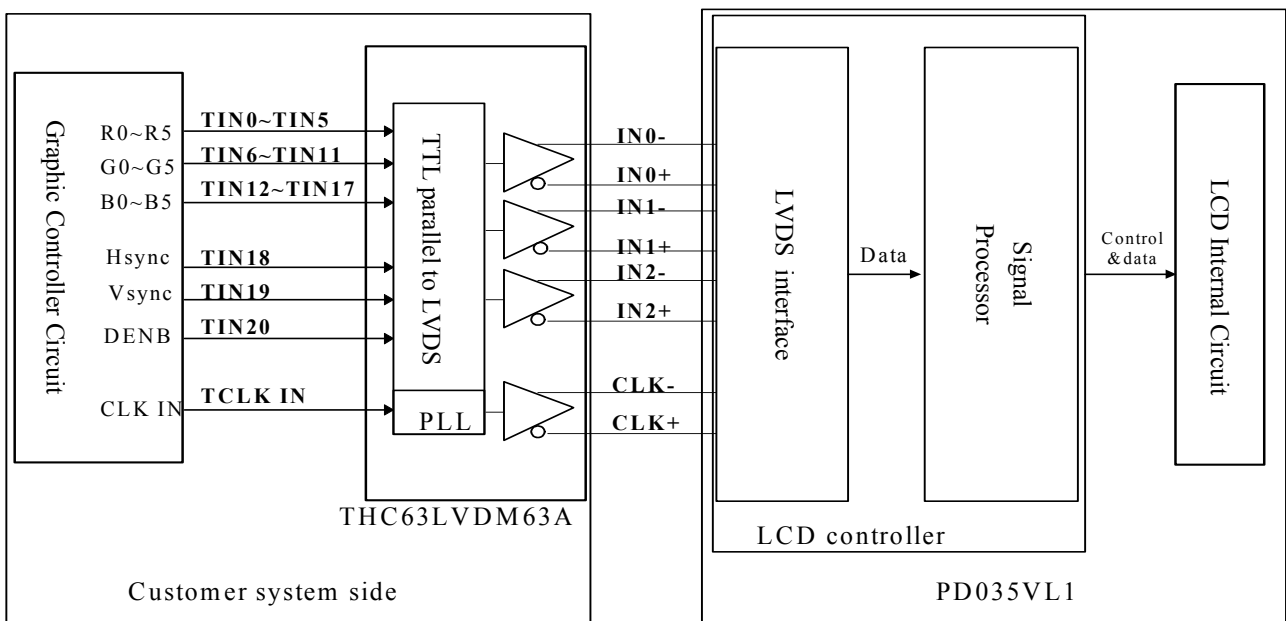 Graphic Controller Circuit
R0~R5
G0~G5
B0~B5
Hsync
Vsync
DENB
CLK IN
TIN0~TIN5
TIN6~TIN11
TIN12~TIN17
TIN18
TIN19
TIN20
TCLK IN
TTL parallel to LVDS
PLL
THC63LVDM63A
Customer system side
IN0-
IN0+
IN1-
IN1+
IN2-
IN2+
CLK-
CLK+
LVDS interface
Data
Signal
Processor
LCD controller
Control
&data
LCD Internal Circuit
PD035VL1